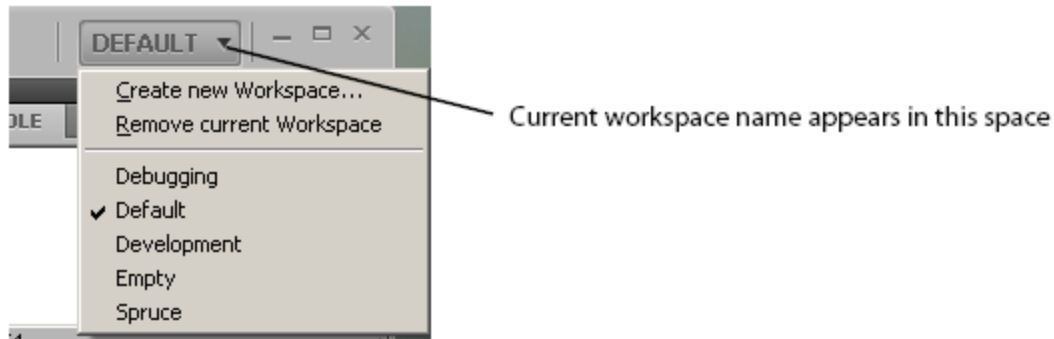 DEFAULT
Create new Workspace...
Remove current Workspace
Debugging
Default
Development
Empty
Spruce
Current workspace name appears in this space